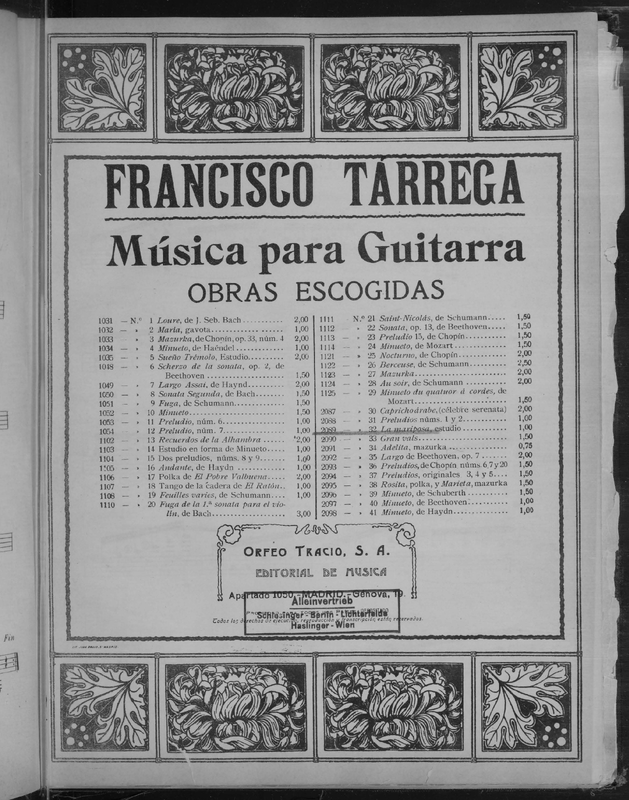 FRANCISCO TÁRREGA
Música para Guitarra
OBRAS ESCOGIDAS
1031 — N.º 1 Loure, de J. Seb. Bach 2,00
1032 — » 2 María, gavota 1,00
1033 — » 3 Mazurka, de Chopín, op. 33, núm. 4 2,00
1034 — » 4 Minueto, de Haendel 1,00
1035 — » 5 Sueño Trémolo, Estudio 2,00
1048 — » 6 Scherzo de la sonata, op. 2, de
Beethoven 1,50
1049 — » 7 Largo Assai, de Haynd 2,00
1050 — » 8 Sonata Segunda, de Bach 1,50
1051 — » 9 Fuga, de Schumann 1,50
1052 — » 10 Minueto 1,50
1053 — » 11 Preludio, núm. 6 1,00
1054 — » 12 Preludio, núm. 7 1,00
1102 — » 13 Recuerdos de la Alhambra 2,00
1103 — » 14 Estudio en forma de Minueto 1,00
1104 — » 15 Dos preludios, núms. 8 y 9 1,00
1105 — » 16 Andante, de Haydn 1,00
1106 — » 17 Polka de El Pobre Valbuena 2,00
1107 — » 18 Tango de la cadera de El Ratón 1,00
1108 — » 19 Feuilles varies, de Schumann 1,00
1110 — » 20 Fuga de la 1.ª sonata para el vio-
lín, de Bach 3,00
1111 N.º 21 Saint-Nicolás, de Schumann 1,50
1112 — » 22 Sonata, op. 13, de Beethoven 1,50
1113 — » 23 Preludio 15, de Chopín 1,50
1114 — » 24 Minueto, de Mozart 1,50
1121 — » 25 Nocturno, de Chopín 2,00
1122 — » 26 Berceuse, de Schumann 2,50
1123 — » 27 Mazurka 2,00
1124 — » 28 Au soir, de Schumann 2,00
1125 — » 29 Minueto du quatuor à cordes, de
Mozart 1,50
2087 — » 30 Caprichoárabe, (célebre serenata) 2,00
2088 — » 31 Preludios núms. 1 y 2 1,00
2089 — » 32 La mariposa, estudio 1,00
2090 — » 33 Gran vals 1,50
2091 — » 34 Adelita, mazurka 0,75
2092 — » 35 Largo de Beethoven, op. 7 2,00
2093 — » 36 Preludios, de Chopín núms. 6, 7 y 20 1,50
2094 — » 37 Preludios, originales 3, 4 y 5 1,50
2095 — » 38 Rosita, polka, y Marieta, mazurka 1,50
2096 — » 39 Minueto, de Schuberth 1,50
2097 — » 40 Minueto, de Beethoven 1,00
2098 — » 41 Minueto, de Haydn 1,00
ORFEO TRACIO, S. A.
EDITORIAL DE MUSICA
Apartado 1050.-MADRID.-Génova, 19.
Alleinvertrieb
Schlesinger - Berlin - Lichterfelde
Haslinger - Wien
Todos los derechos de ejecución, reproducción y transcripción están reservados.
Fin